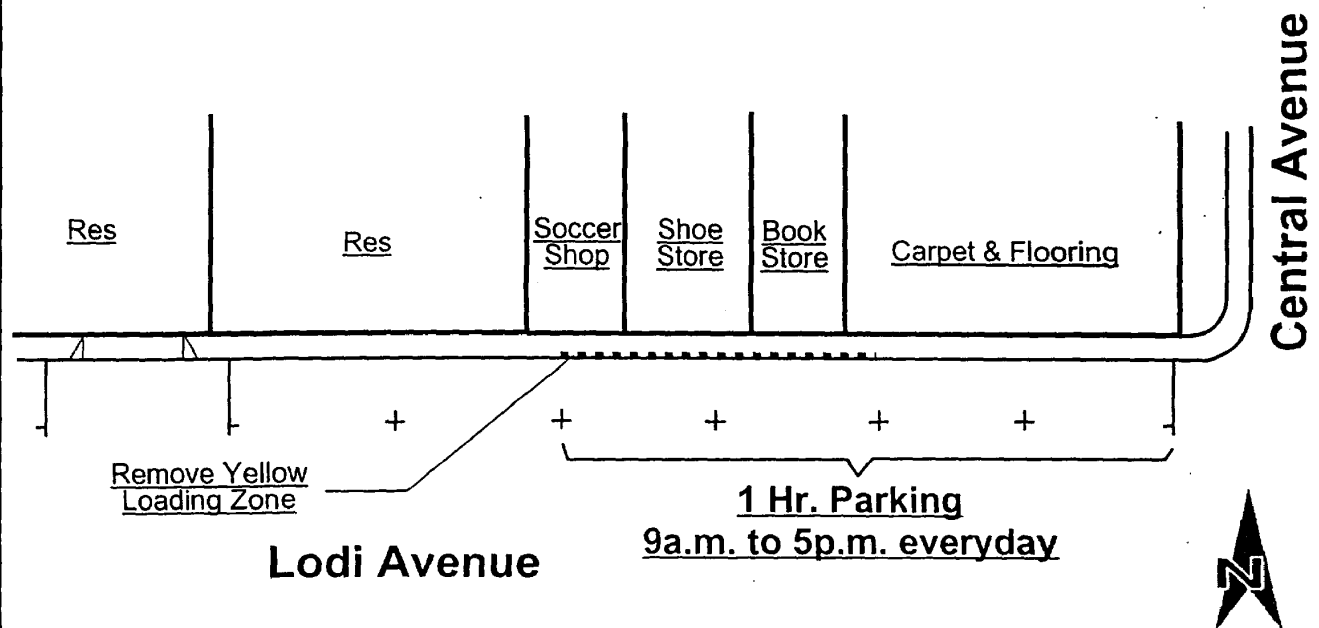 Central Avenue
Res
Res
Soccer
Shop
Shoe
Store
Book
Store
Carpet & Flooring
Remove Yellow
Loading Zone
1 Hr. Parking
9a.m. to 5p.m. everyday
Lodi Avenue
N